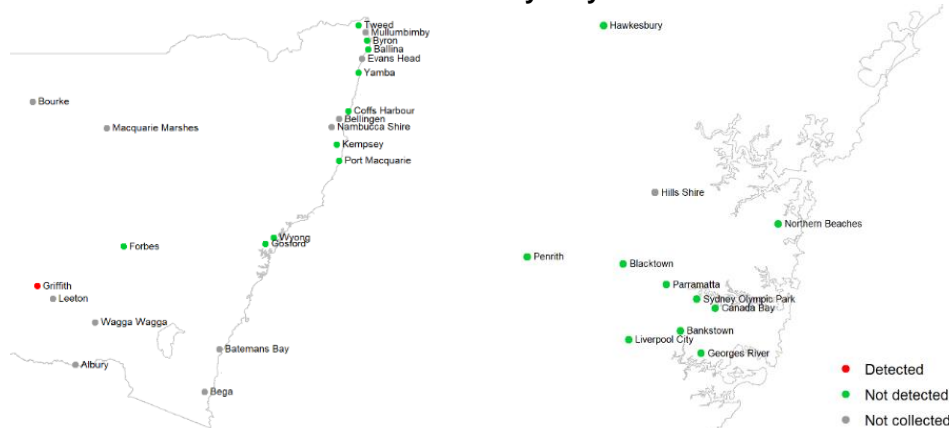 Tweed
Mullumbimby
Byron
Ballina
Evans Head
Yamba
Bourke
Macquarie Marshes
Coffs Harbour
Bellingen
Nambucca Shire
Kempsey
Port Macquarie
Wyong
Gosford
Forbes
Griffith
Leeton
Wagga Wagga
Albury
Batemans Bay
Bega
Hawkesbury
Hills Shire
Northern Beaches
Penrith
Blacktown
Parramatta
Sydney Olympic Park
Canada Bay
Bankstown
Liverpool City
Georges River
Detected
Not detected
Not collected